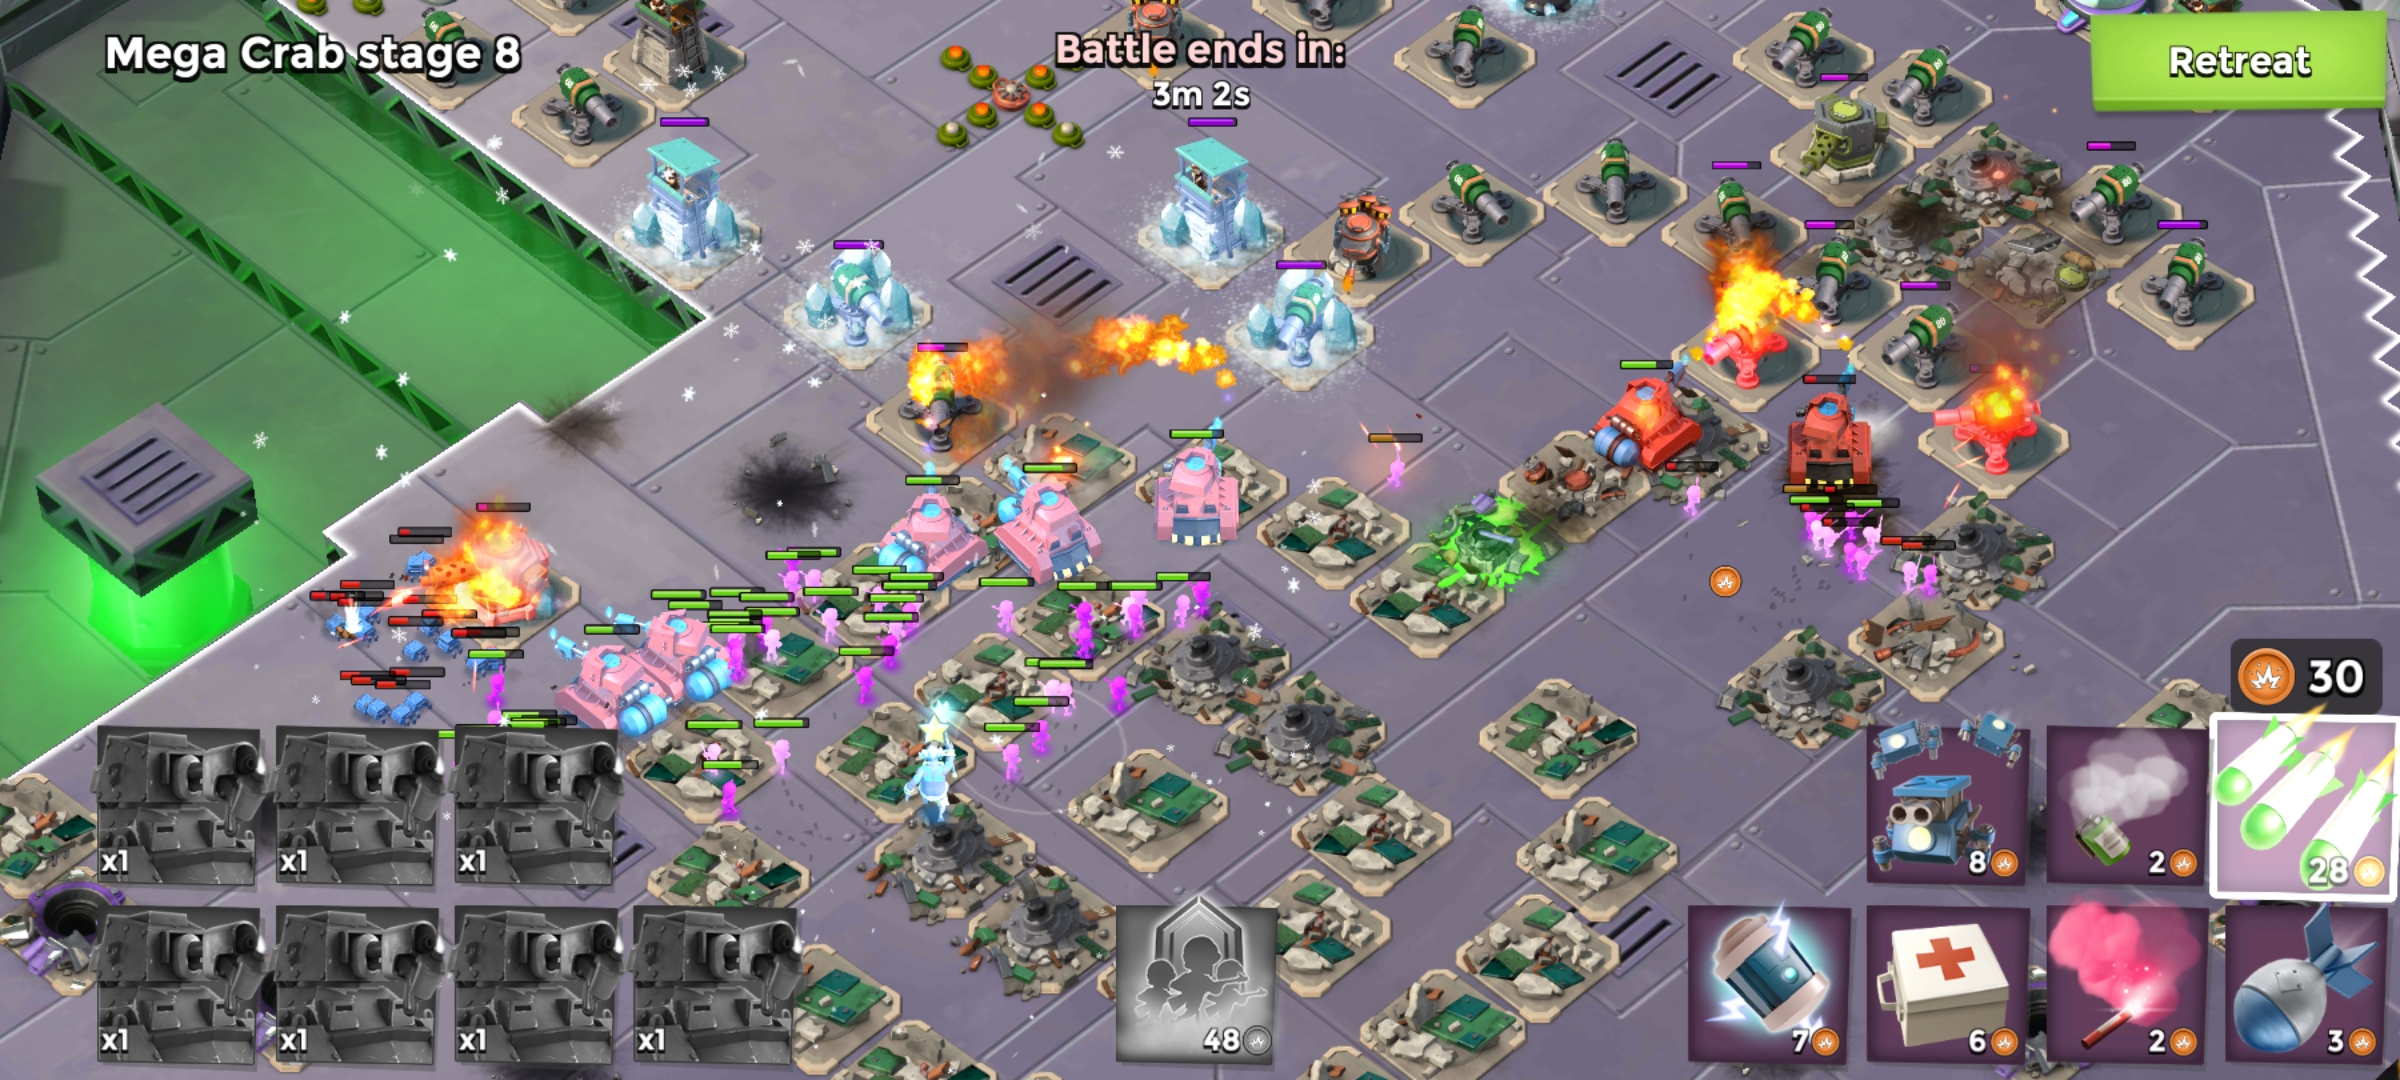 Mega Crab stage 8
Battle ends in:
3m 2s
Retreat
30
8
2
28
x1
x1
x1
x1
x1
x1
x1
48
7
6
2
3